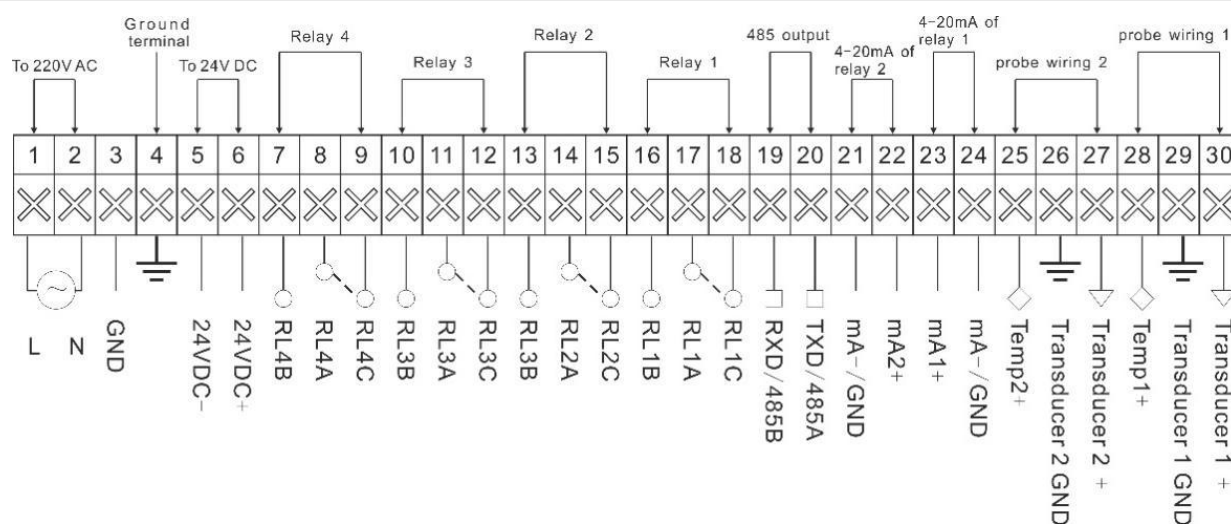 Ground
terminal
To 220V AC
To 24V DC
Relay 4
Relay 3
Relay 2
Relay 1
485 output
4-20mA of
relay 2
4-20mA of
relay 1
probe wiring 2
probe wiring 1
1 2 3 4 5 6 7 8 9 10 11 12 13 14 15 16 17 18 19 20 21 22 23 24 25 26 27 28 29 30
~
L
N
GND
24VDC-
24VDC+
RL4B
RL4A
RL4C
RL3B
RL3A
RL3C
RL3B
RL2A
RL2C
RL1B
RL1A
RL1C
RXD/485B
TXD/485A
mA-/GND
mA2+
mA1+
mA-/GND
Temp2+
Transducer 2 GND
Transducer 2 +
Temp1+
Transducer 1 GND
Transducer 1 +